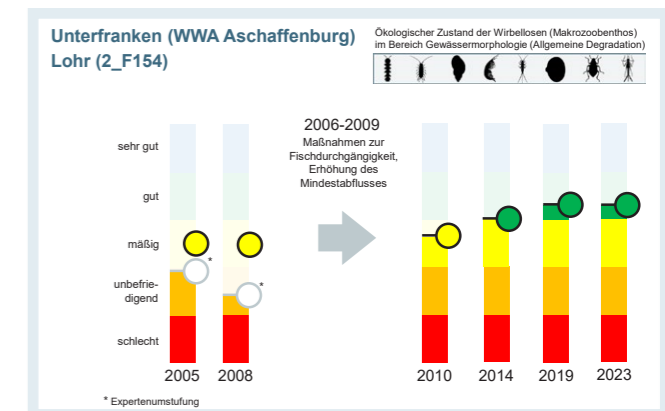 Unterfranken (WWA Aschaffenburg)
Lohr (2_F154)
Ökologischer Zustand der Wirbellosen (Makrozoobenthos)
im Bereich Gewässermorphologie (Allgemeine Degradation)
2006-2009
Maßnahmen zur
Fischdurchgängigkeit,
Erhöhung des
Mindestabflusses
sehr gut
gut
mäßig
unbefrie-
digend
schlecht
*
*
2005
2008
2010
2014
2019
2023
* Expertenumstufung